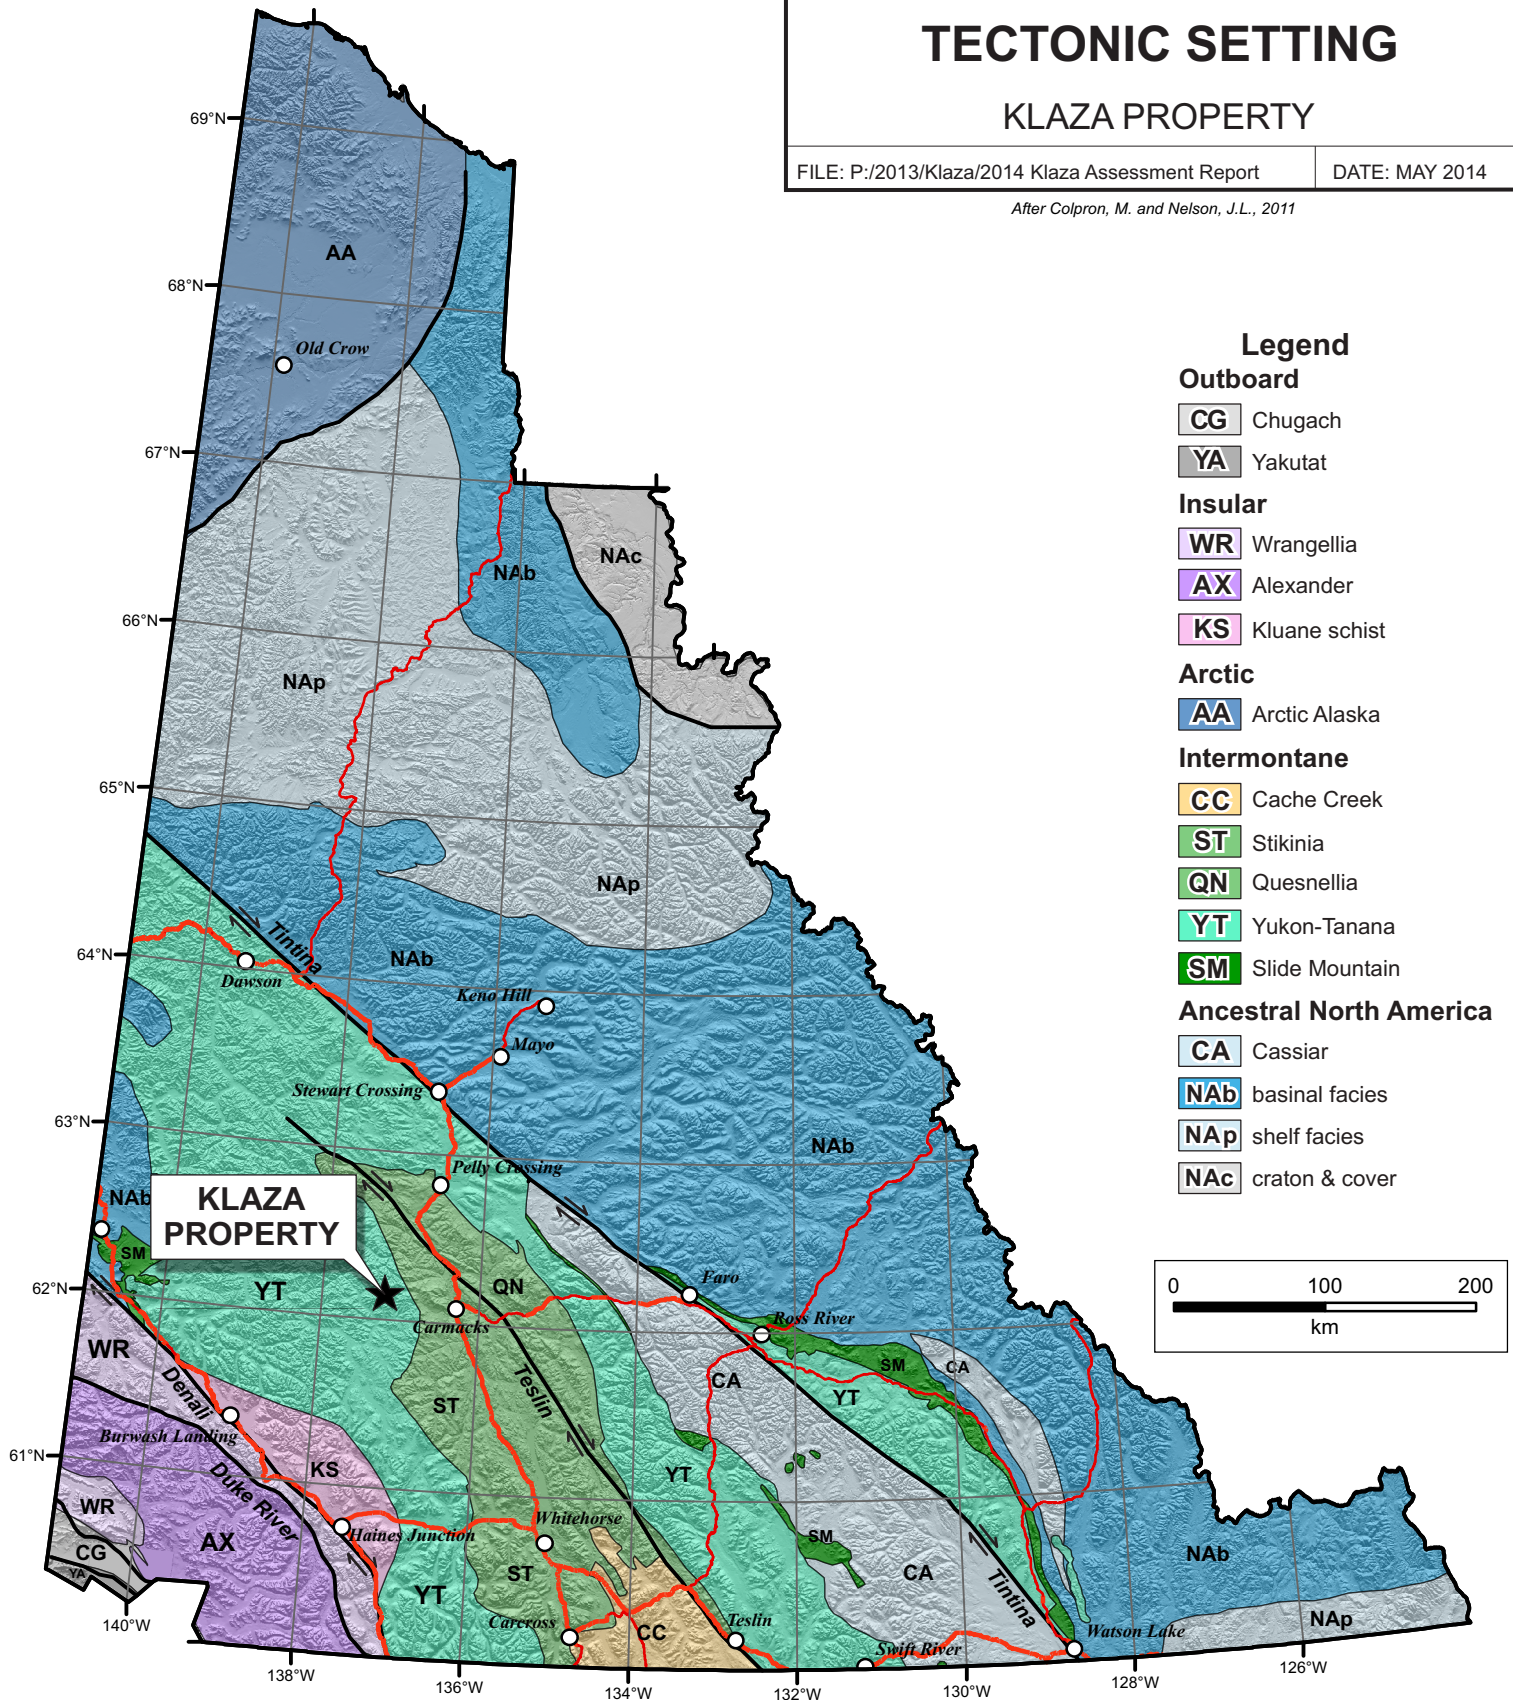 TECTONIC SETTING
KLAZA PROPERTY
FILE: P:/2013/Klaza/2014 Klaza Assessment Report
DATE: MAY 2014
After Colpron, M. and Nelson, J.L., 2011
Legend
Outboard
CG Chugach
YA Yakutat
Insular
WR Wrangellia
AX Alexander
KS Kluane schist
Arctic
AA Arctic Alaska
Intermontane
CC Cache Creek
ST Stikinia
QN Quesnellia
YT Yukon-Tanana
SM Slide Mountain
Ancestral North America
CA Cassiar
NAb basinal facies
NAp shelf facies
NAc craton & cover
0 100 200
km
69°N
68°N
67°N
66°N
65°N
64°N
63°N
62°N
61°N
140°W
138°W
136°W
134°W
132°W
130°W
128°W
126°W
AA
Old Crow
NAc
NAb
NAp
NAp
Tintina
NAb
Dawson
Keno Hill
Mayo
Stewart Crossing
NAb
Pelly Crossing
NAb
KLAZA
PROPERTY
SM
YT
QN
Faro
Carmacks
Ross River
WR
Denali
Teslin
CA
SM
CA
YT
ST
Burwash Landing
KS
Duke River
YT
WR
AX
Haines Junction
Whitehorse
SM
CG
YA
YT
ST
CA
NAb
Tintina
Carcross
CC
Teslin
Swift River
Watson Lake
NAp